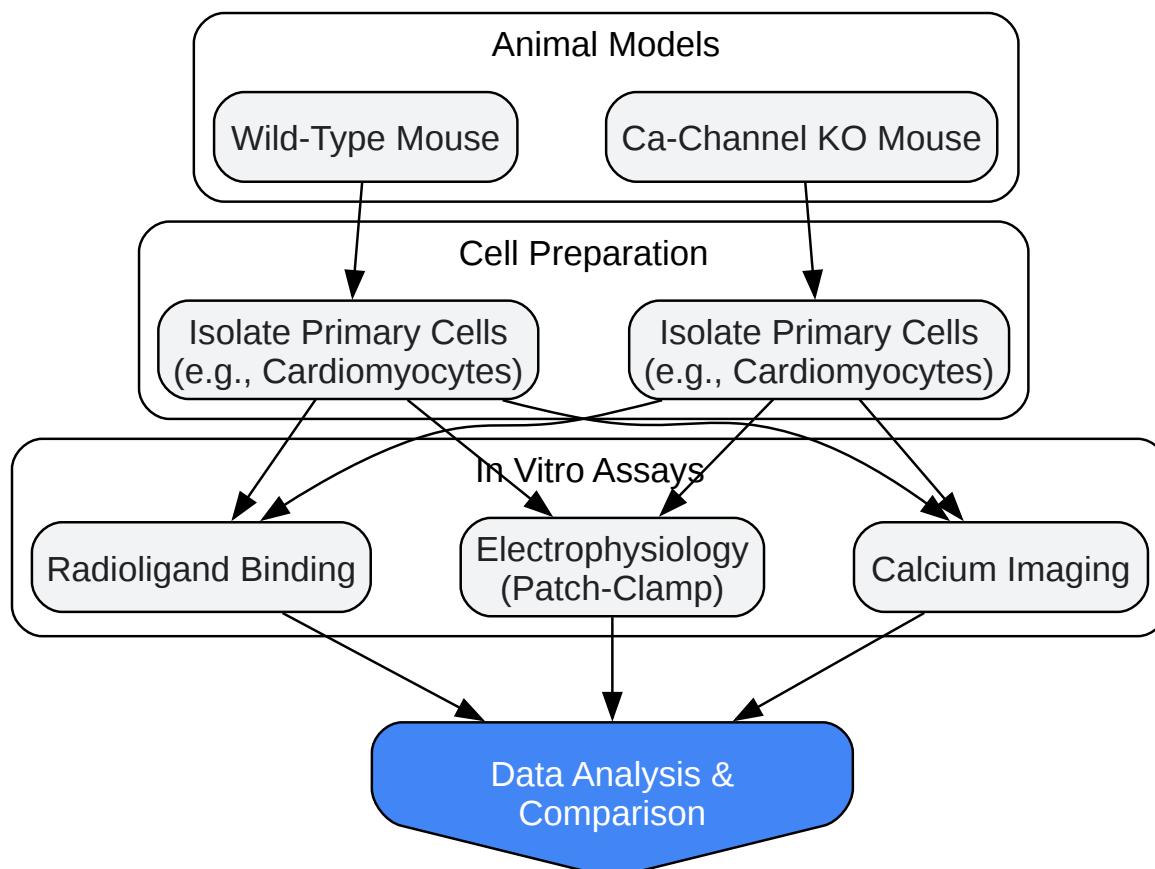 Animal Models
Wild-Type Mouse
Ca-Channel KO Mouse
Cell Preparation
Isolate Primary Cells
(e.g., Cardiomyocytes)
Isolate Primary Cells
(e.g., Cardiomyocytes)
In Vitro Assays
Radioligand Binding
Electrophysiology
(Patch-Clamp)
Calcium Imaging
Data Analysis &
Comparison